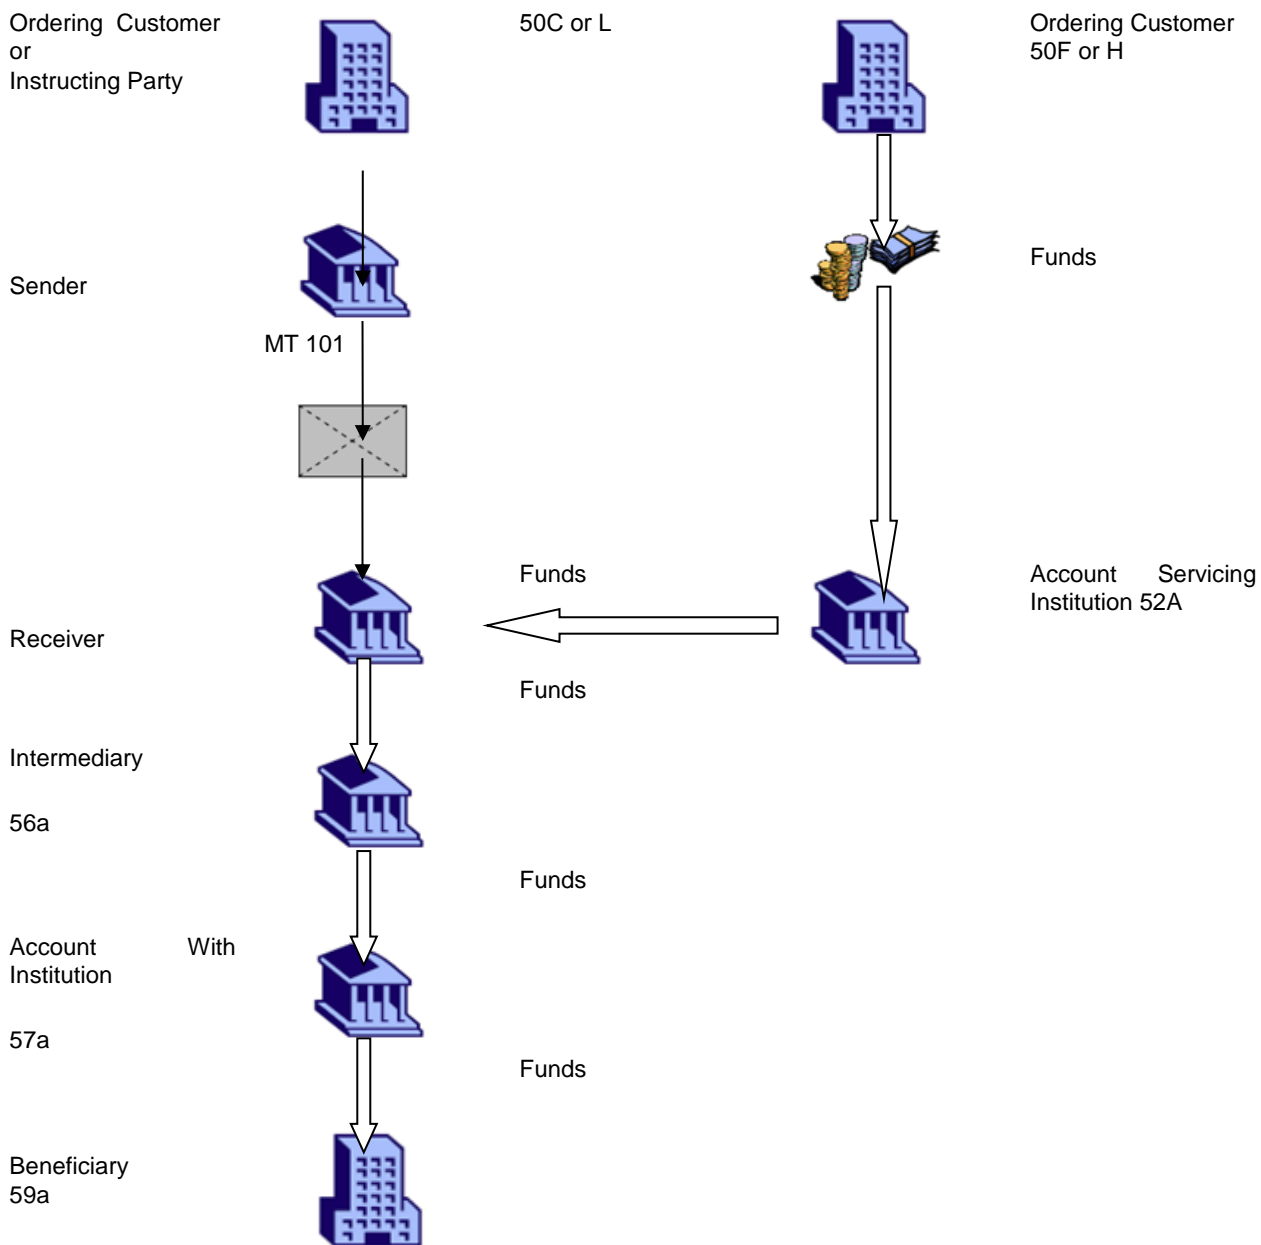 Ordering Customer
or
Instructing Party
50C or L
Ordering Customer
50F or H
Sender
Funds
MT 101
Funds
Account Servicing
Institution 52A
Receiver
Funds
Intermediary
56a
Funds
Account With
Institution
57a
Funds
Beneficiary
59a